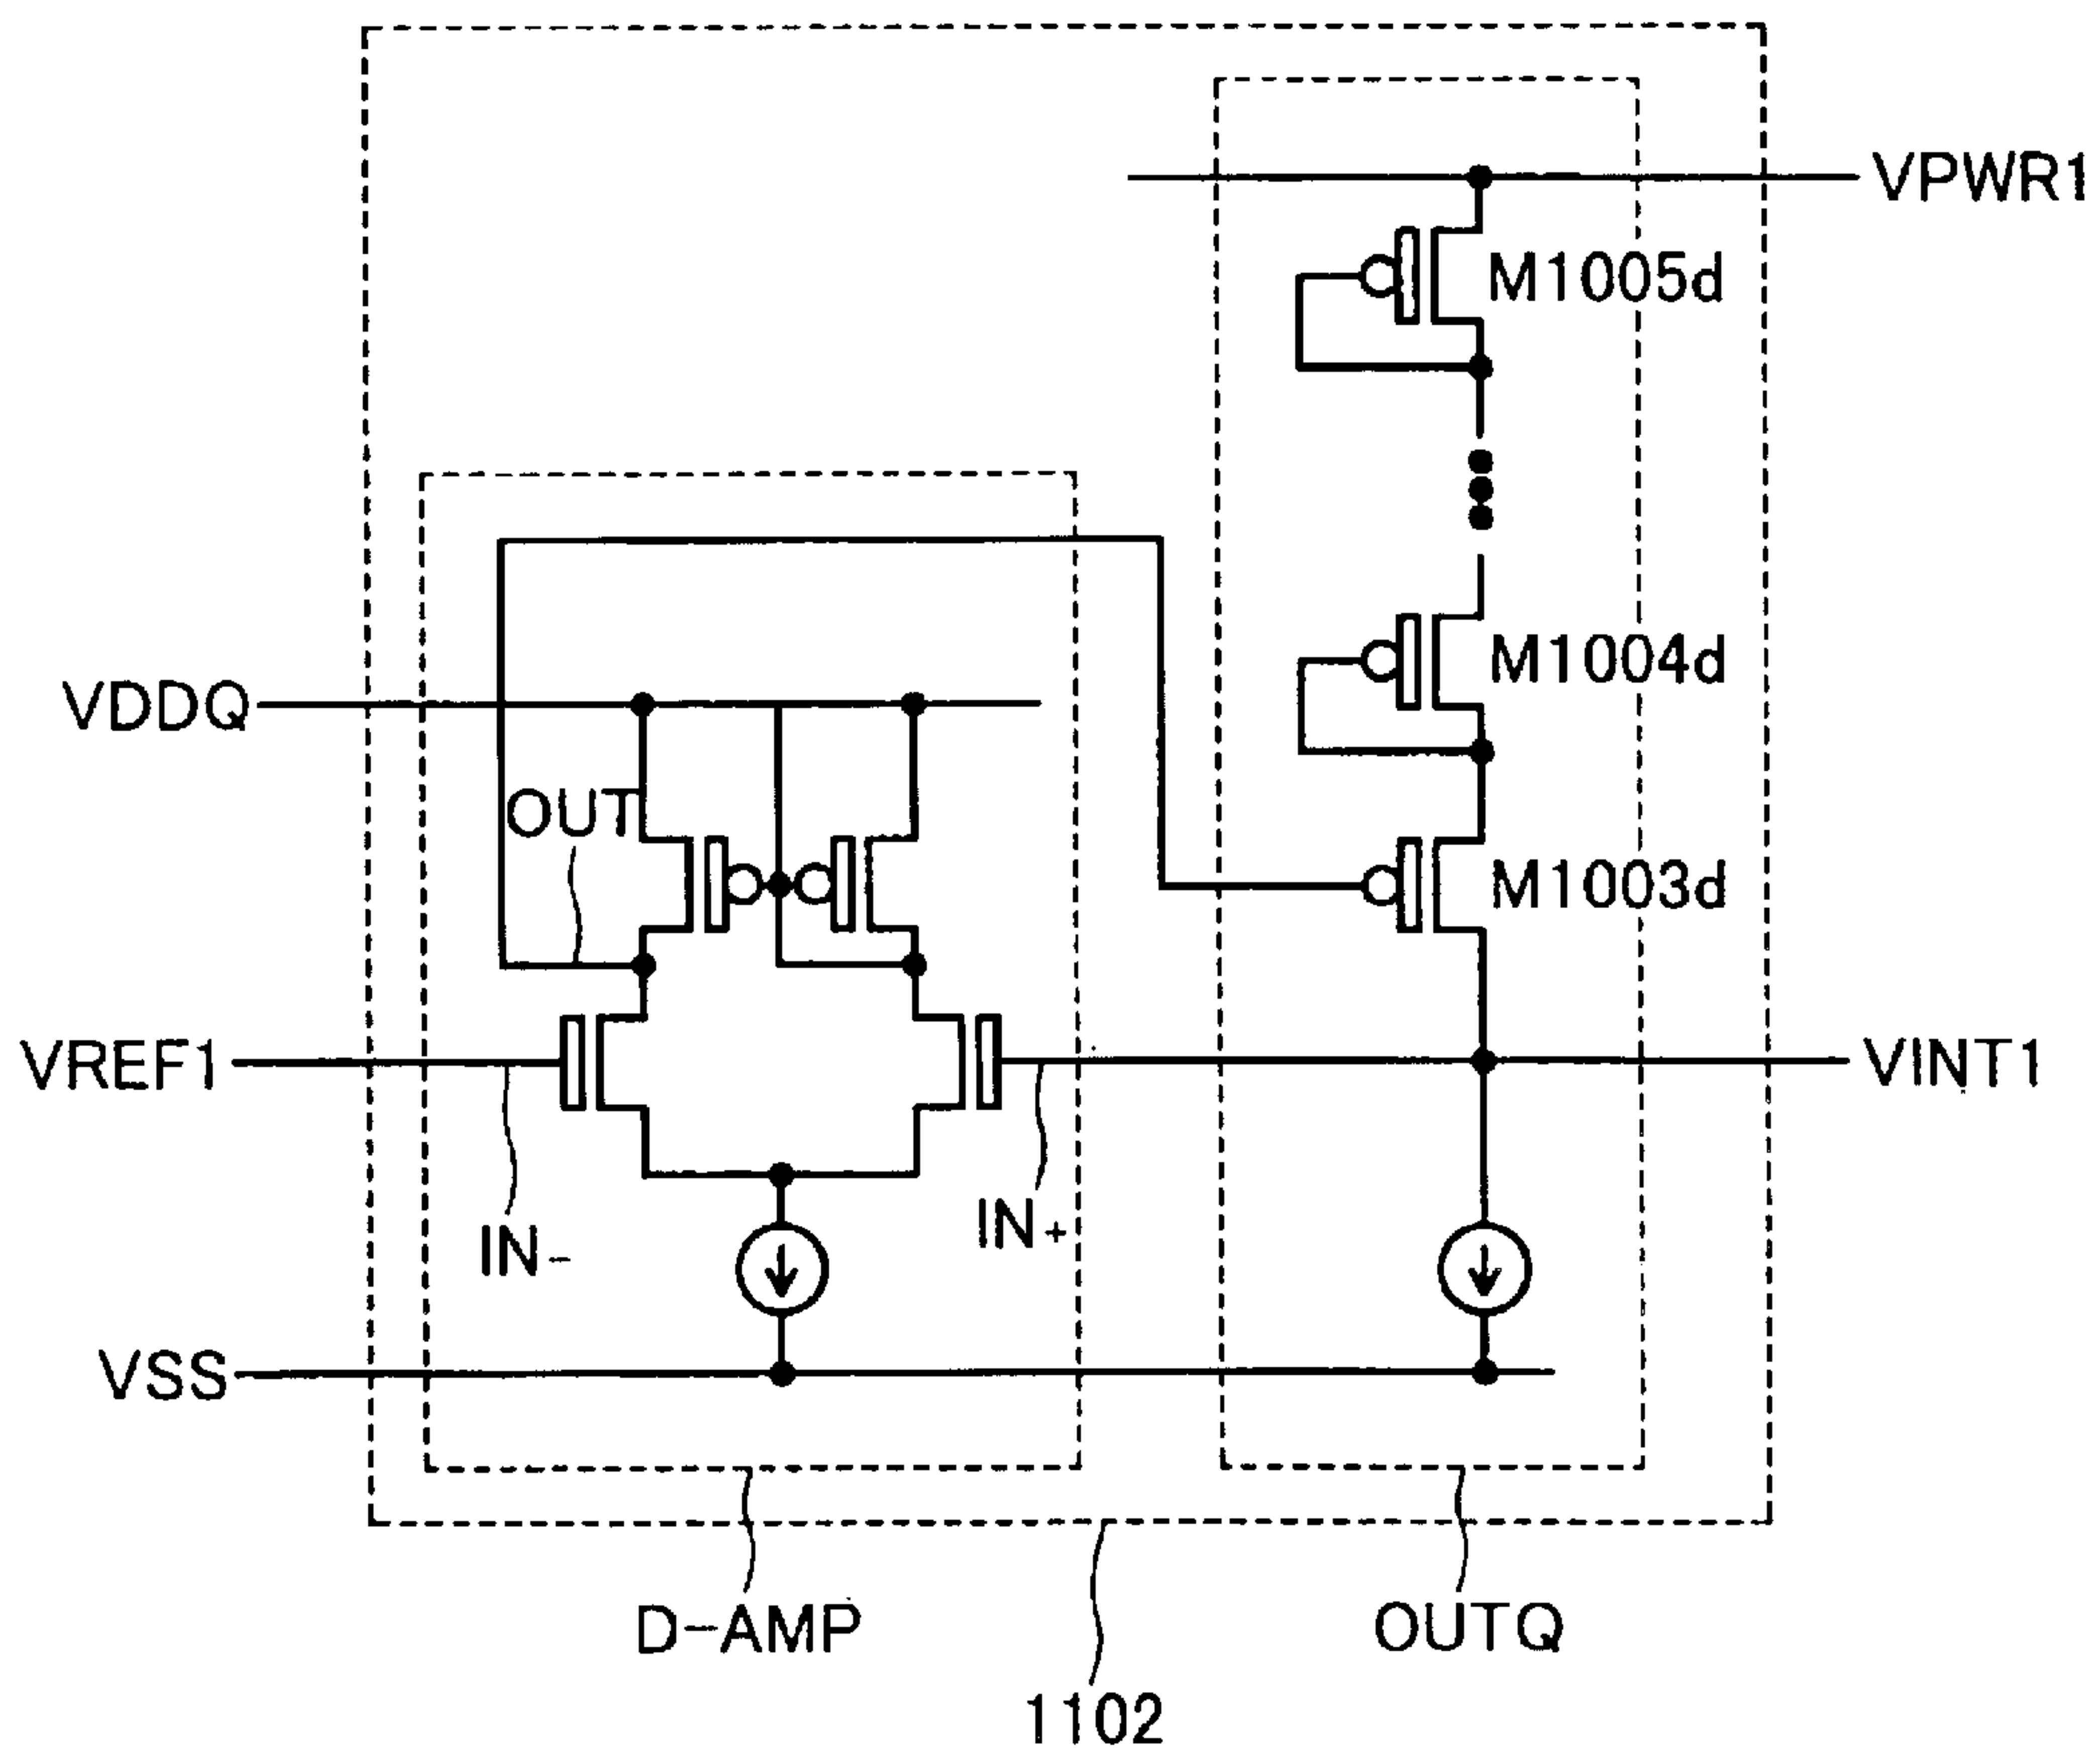 VPWR1
M1005d
M1004d
VDDQ
OUT
M1003d
VREF1
VINT1
IN-
IN+
VSS
D-AMP
OUTQ
1102